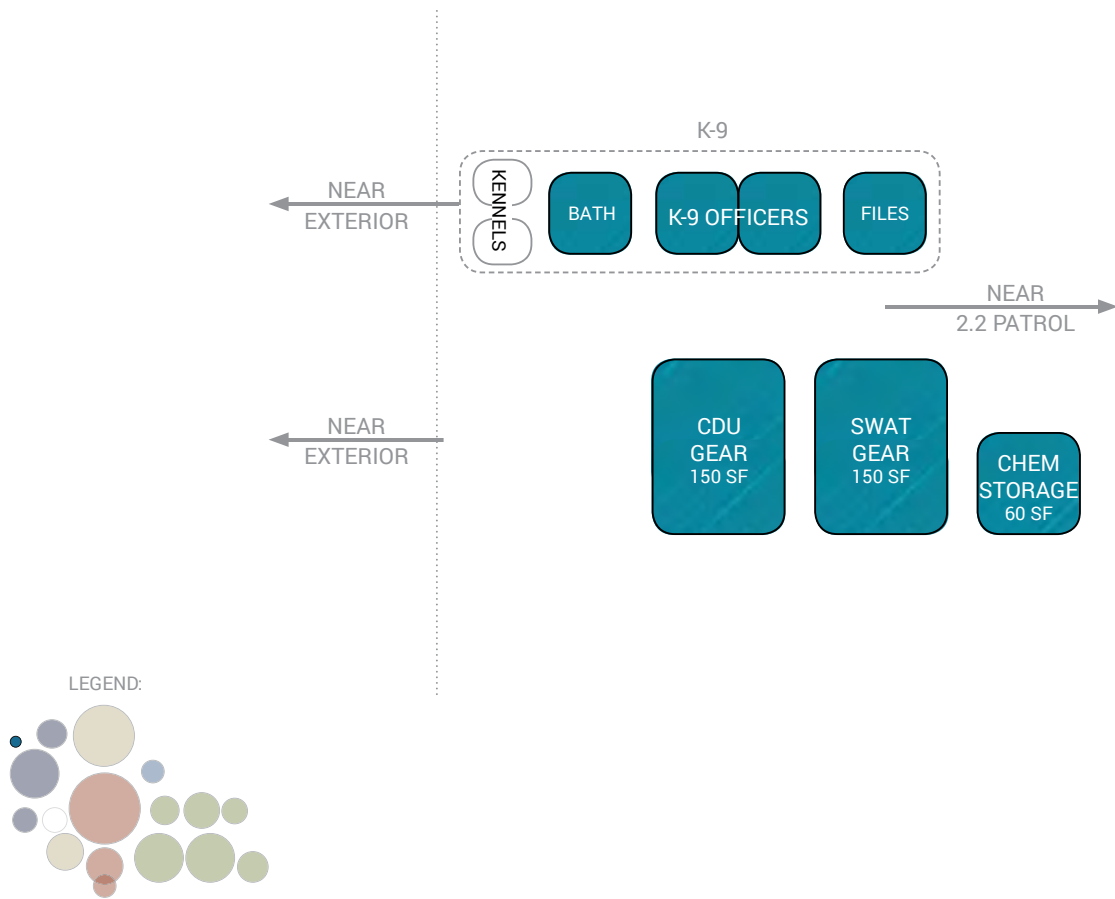 K-9
NEAR
EXTERIOR
KENNELS
BATH
K-9 OFFICERS
FILES
NEAR
2.2 PATROL
NEAR
EXTERIOR
CDU
GEAR
150 SF
SWAT
GEAR
150 SF
CHEM
STORAGE
60 SF
LEGEND: